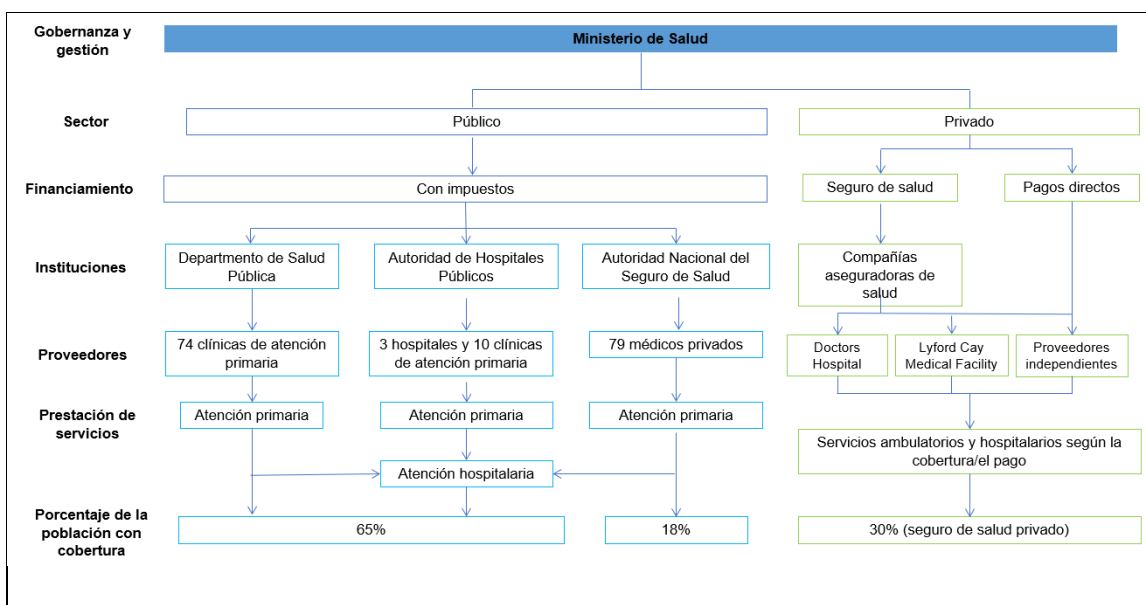 Gobernanza y
gestión
Ministerio de Salud
Sector
Público
Privado
Financiamiento
Con impuestos
Seguro de salud
Pagos directos
Instituciones
Departmento de Salud
Pública
Autoridad de Hospitales
Públicos
Autoridad Nacional del
Seguro de Salud
Compañías
aseguradoras de
salud
Proveedores
74 clínicas de atención
primaria
3 hospitales y 10 clínicas
de atención primaria
79 médicos privados
Doctors
Hospital
Lyford Cay
Medical Facility
Proveedores
independientes
Prestación de
servicios
Atención primaria
Atención primaria
Atención primaria
Atención hospitalaria
Servicios ambulatorios y hospitalarios según la
cobertura/el pago
Porcentaje de la
población con
cobertura
65%
18%
30% (seguro de salud privado)